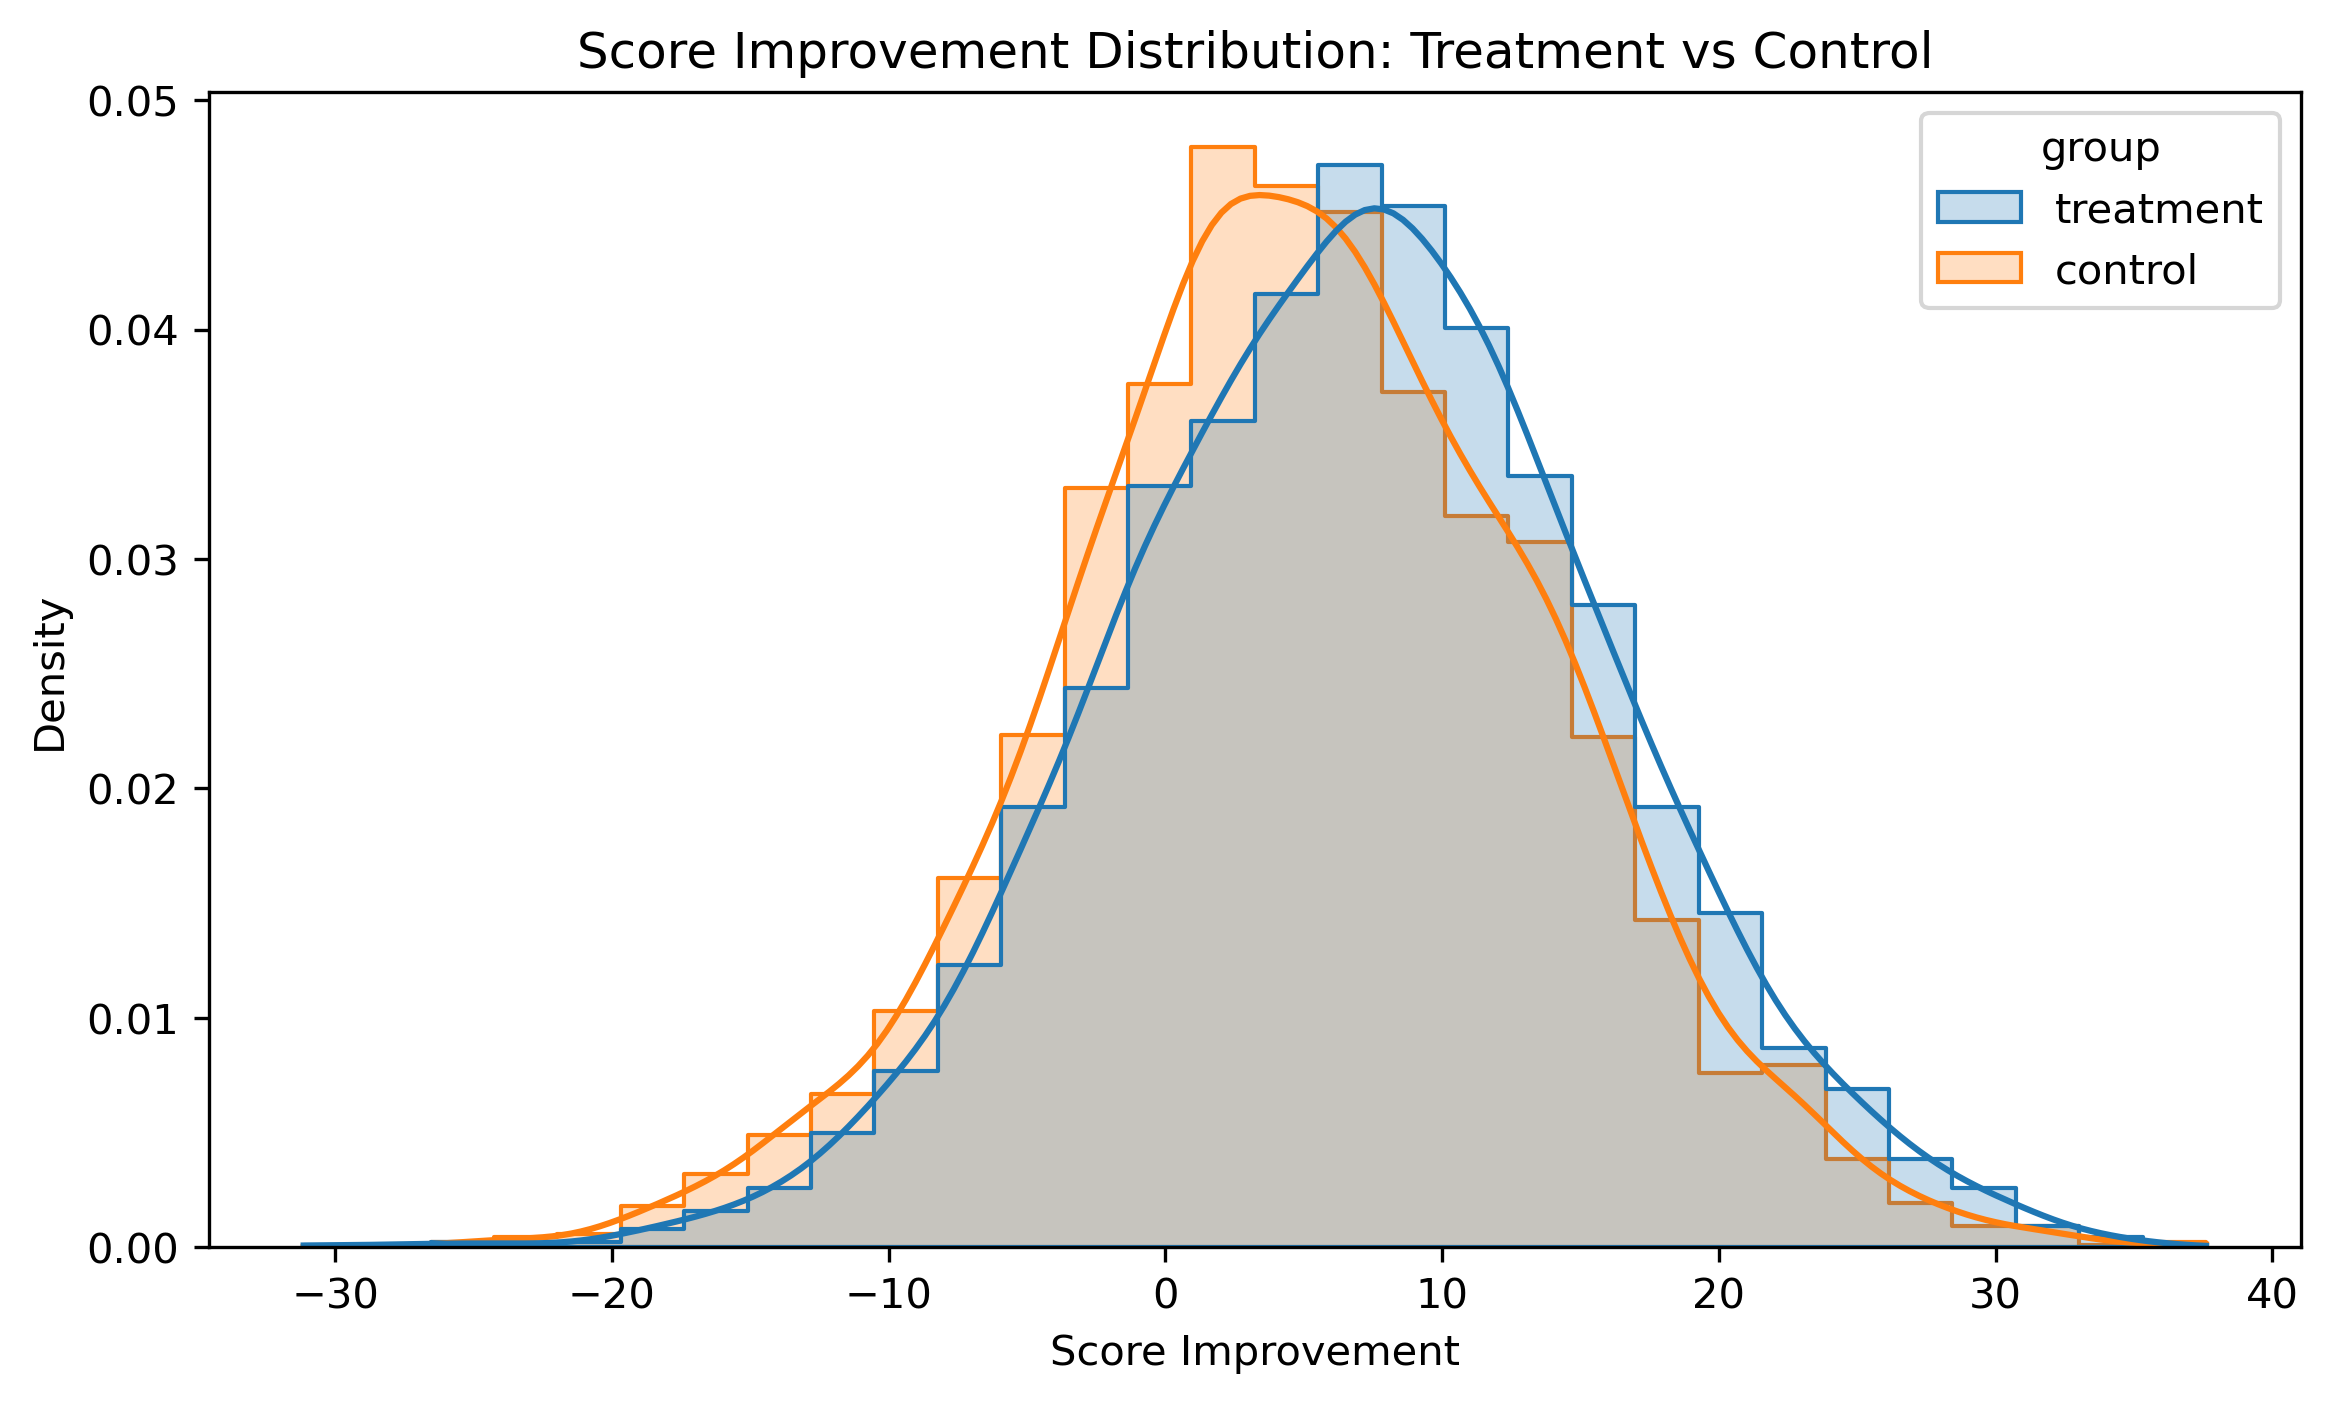 Score Improvement Distribution: Treatment vs Control
0.05
0.04
0.03
0.02
0.01
0.00
Density
group
treatment
control
−30 −20 −10 0 10 20 30 40
Score Improvement